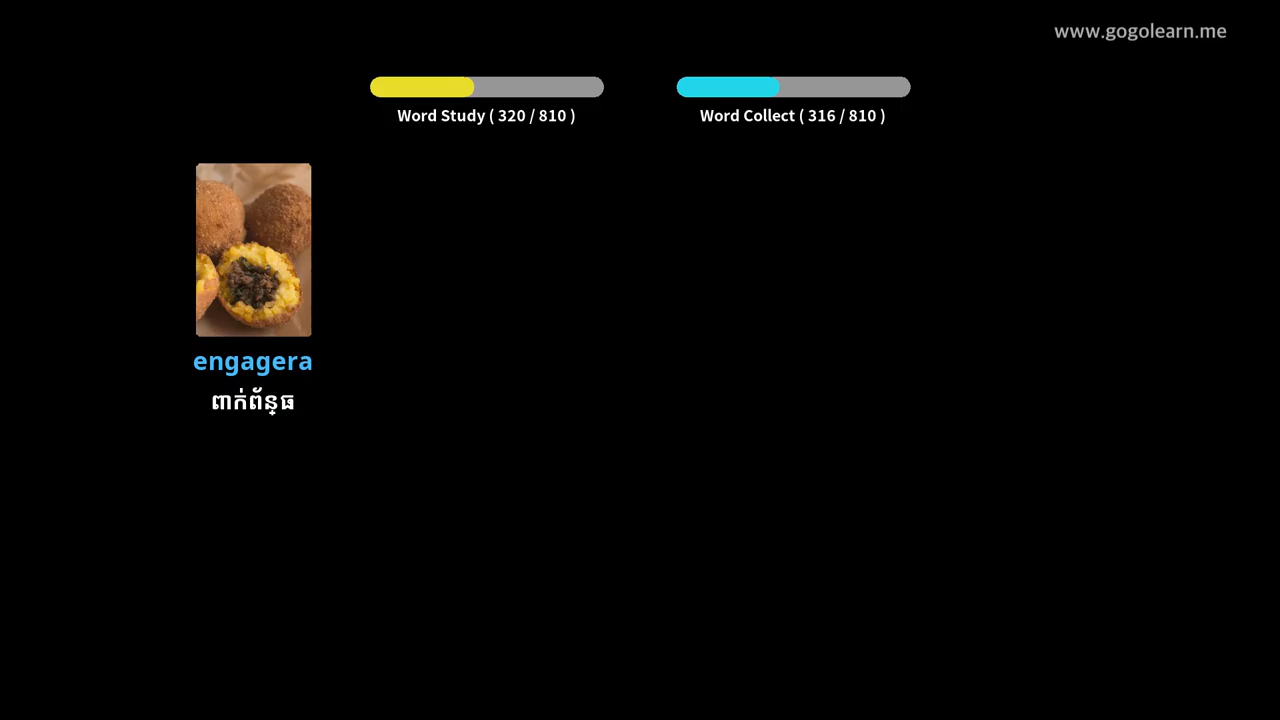 www.gogolearn.me
Word Study ( 320 / 810 )
Word Collect ( 316 / 810 )
engagera
ពាក់ព័ន្ធ